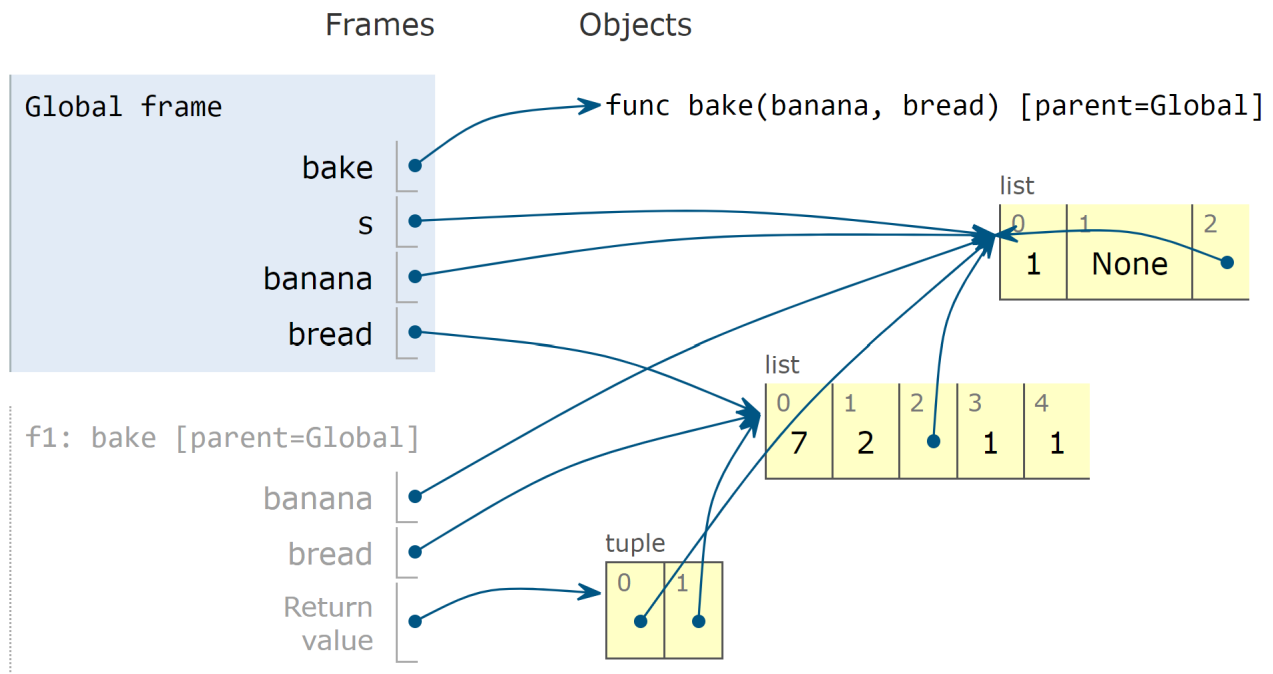 Frames Objects
Global frame
func bake(banana, bread) [parent=Global]
bake
s
banana
bread
list
0 1 2
1 None
list
0 1 2 3 4
7 2 1 1
f1: bake [parent=Global]
banana
bread
Return
value
tuple
0 1